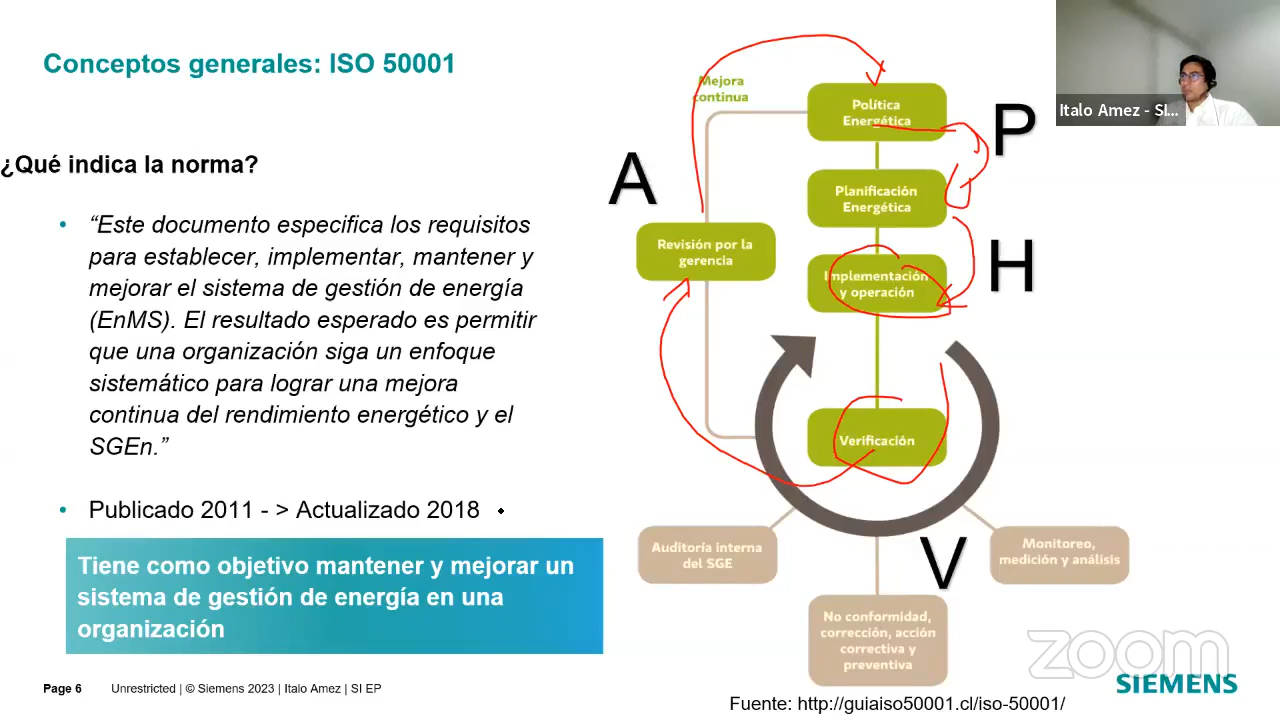 Conceptos generales: ISO 50001
¿Qué indica la norma?
• “Este documento especifica los requisitos
para establecer, implementar, mantener y
mejorar el sistema de gestión de energía
(EnMS). El resultado esperado es permitir
que una organización siga un enfoque
sistemático para lograr una mejora
continua del rendimiento energético y el
SGEn.”
• Publicado 2011 - > Actualizado 2018
Tiene como objetivo mantener y mejorar un
sistema de gestión de energía en una
organización
Mejora
continua
Política
Energética
P
Planificación
Energética
A
Revisión por la
gerencia
Implementación
y operación
H
Verificación
Auditoría interna
del SGE
V
Monitoreo,
medición y análisis
No conformidad,
corrección, acción
correctiva y
preventiva
Italo Amez - SI...
zoom
SIEMENS
Page 6 Unrestricted | © Siemens 2023 | Italo Amez | SI EP
Fuente: http://guiaiso50001.cl/iso-50001/